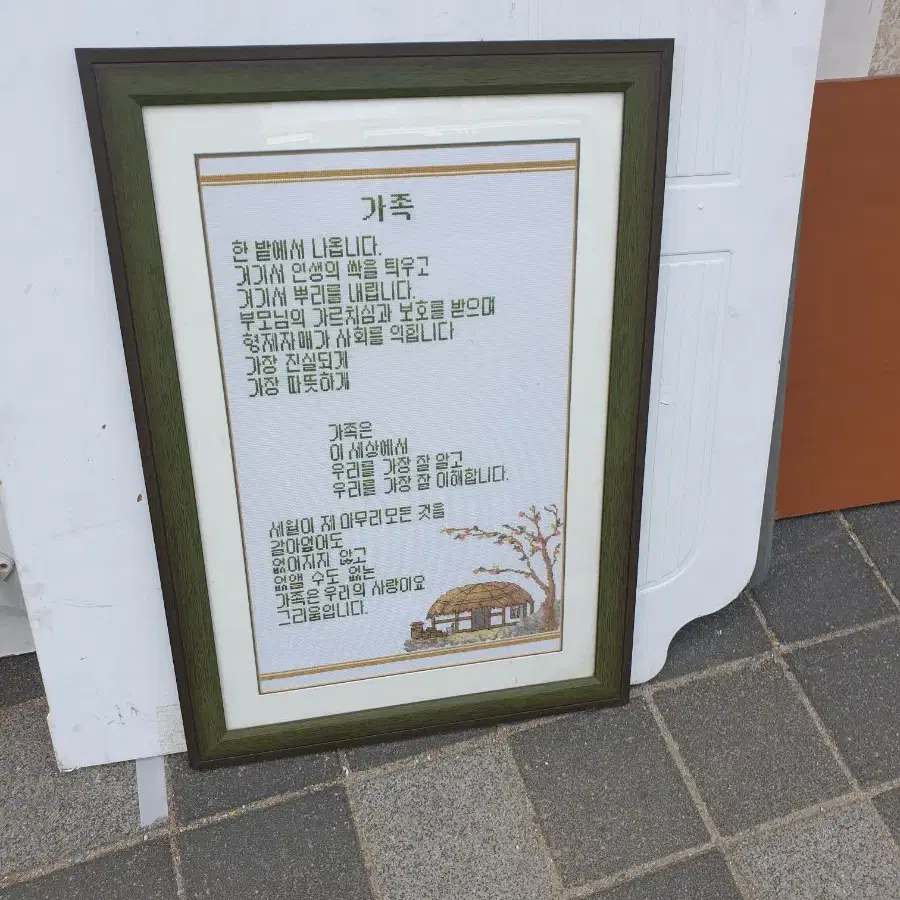 가족
한 밭에서 나옵니다.
거기서 인생의 싹을 틔우고
거기서 뿌리를 내립니다.
부모님의 가르치심과 보호를 받으며
형제자매가 사회를 익힙니다
가장 진실되게
가장 따뜻하게
가족은
이 세상에서
우리를 가장 잘 알고
우리를 가장 잘 이해합니다.
세월이 제 아무리모든 것을
갈아엎어도
없어지지 않고
없앨 수도 없는
가족은 우리의 사랑이요
그리움입니다.